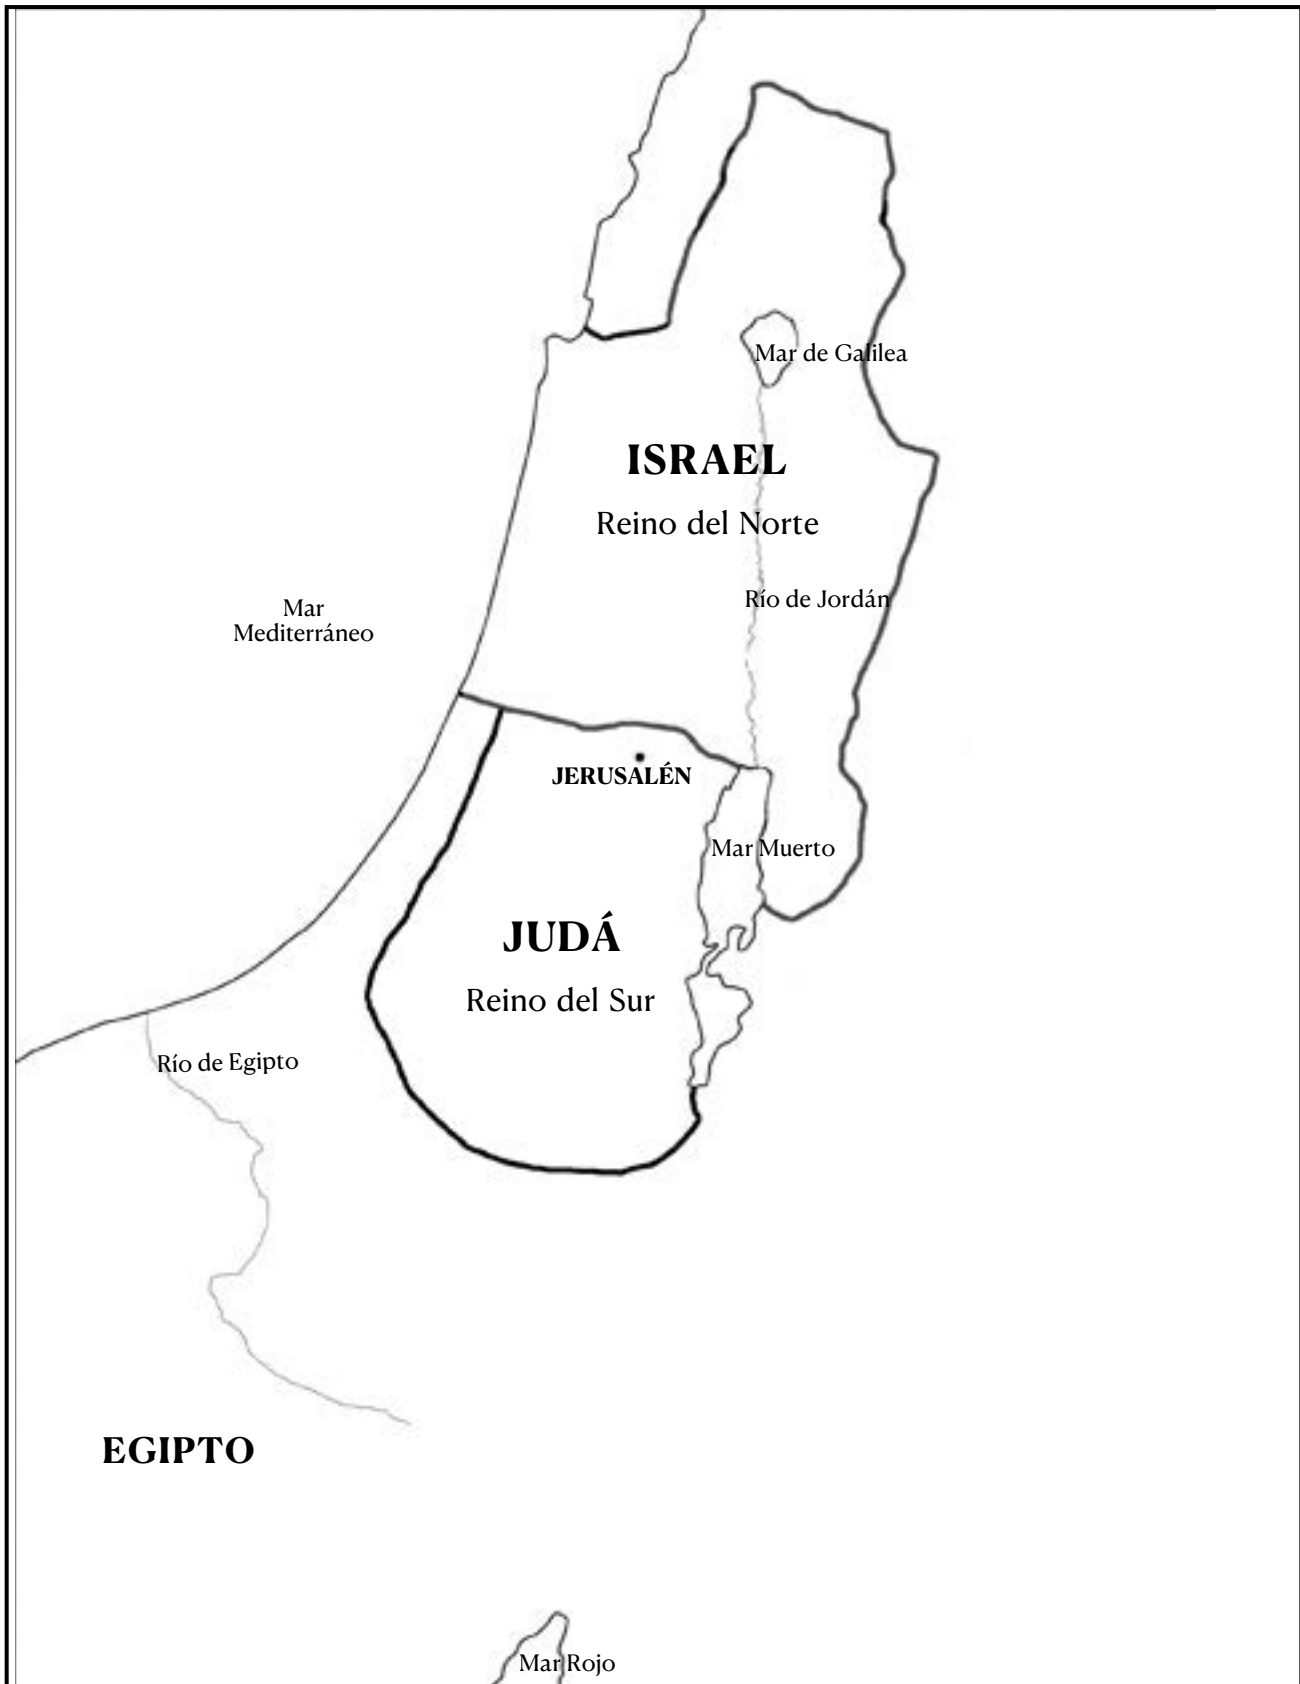 Mar de Galilea
ISRAEL
Reino del Norte
Río de Jordán
Mar
Mediterráneo
JERUSALÉN
Mar Muerto
JUDÁ
Reino del Sur
Río de Egipto
EGIPTO
Mar Rojo